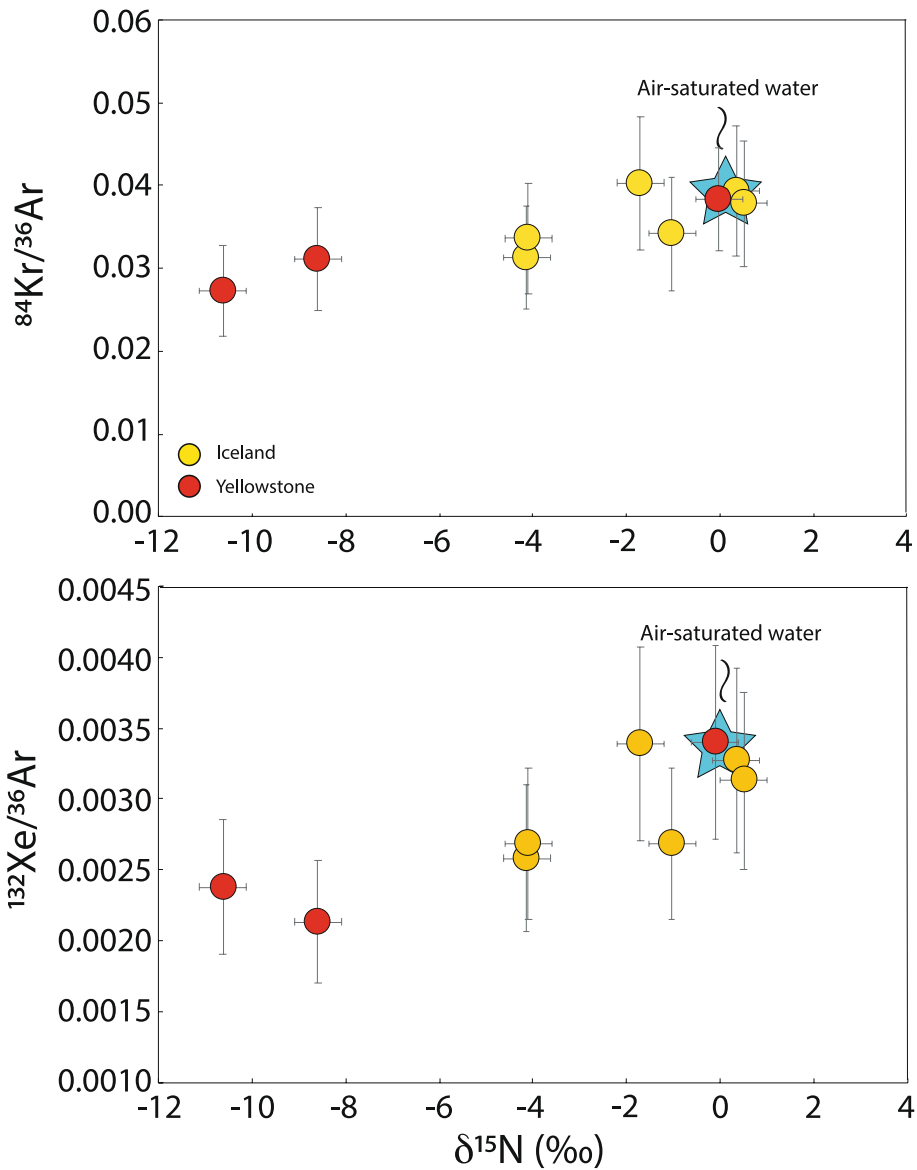 0.06
0.05
Air-saturated water
0.04
⁸⁴Kr/³⁶Ar
0.03
0.02
0.01
Iceland
Yellowstone
0.00
-12 -10 -8 -6 -4 -2 0 2 4
0.0045
Air-saturated water
0.0040
0.0035
0.0030
¹³²Xe/³⁶Ar
0.0025
0.0020
0.0015
0.0010
-12 -10 -8 -6 -4 -2 0 2 4
δ¹⁵N (‰)